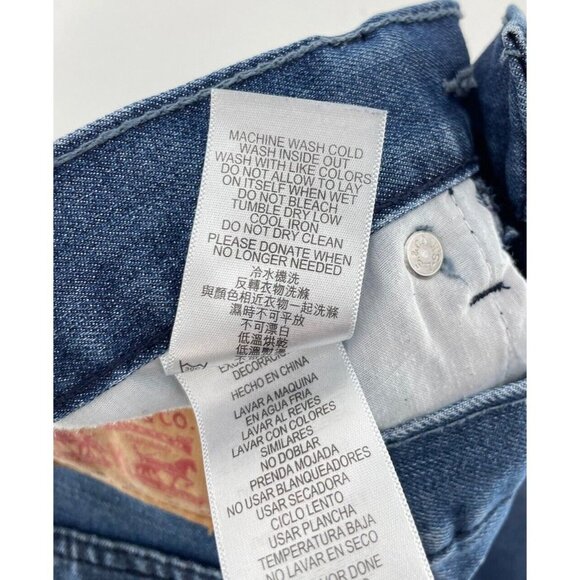 MACHINE WASH COLD
WASH INSIDE OUT
WASH WITH LIKE COLORS
DO NOT ALLOW TO LAY
ON ITSELF WHEN WET
DO NOT BLEACH
TUMBLE DRY LOW
COOL IRON
DO NOT DRY CLEAN
PLEASE DONATE WHEN
NO LONGER NEEDED
冷水機洗
反轉衣物洗滌
與顏色相近衣物一起洗滌
濕時不可平放
不可漂白
低溫烘乾
DECORACIÓN
HECHO EN CHINA
LAVAR A MAQUINA
EN AGUA FRIA
LAVAR AL REVES
LAVAR CON COLORES
SIMILARES
NO DOBLAR
PRENDA MOJADA
NO USAR BLANQUEADORES
USAR SECADORA
CICLO LENTO
USAR PLANCHA
TEMPERATURA BAJA
NO LAVAR EN SECO
DONE